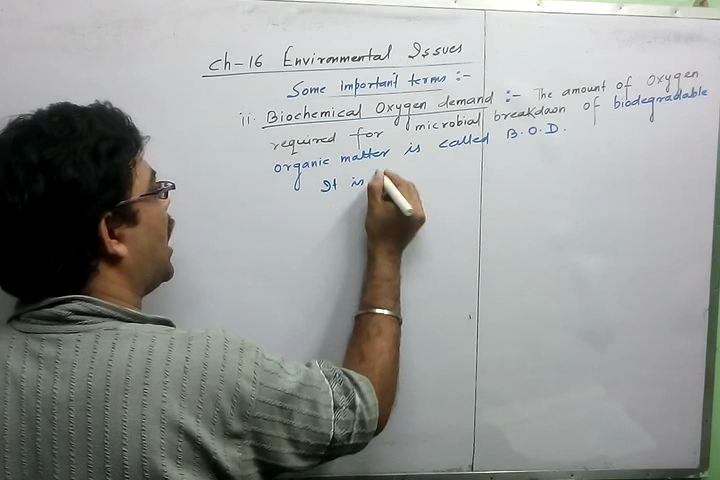 Ch-16 Environmental Issues
Some Important terms :-
ii. Biochemical Oxygen demand :- The amount of Oxygen
required for microbial breakdown of biodegradable
organic matter is called B.O.D.
It is